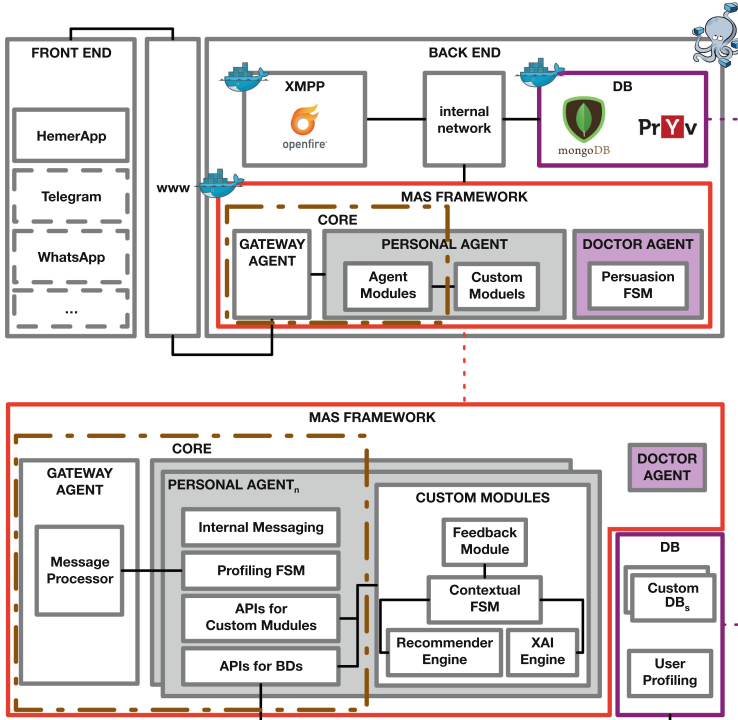 FRONT END
HemerApp
Telegram
WhatsApp
...
www
BACK END
XMPP
openfire
internal
network
DB
mongoDB
PrYv
MAS FRAMEWORK
CORE
GATEWAY
AGENT
PERSONAL AGENT
Agent
Modules
Custom
Moduels
DOCTOR AGENT
Persuasion
FSM
MAS FRAMEWORK
CORE
GATEWAY
AGENT
Message
Processor
PERSONAL AGENTn
Internal Messaging
Profiling FSM
APIs for
Custom Mudules
APIs for BDs
CUSTOM MODULES
Feedback
Module
Contextual
FSM
Recommender
Engine
XAI
Engine
DOCTOR
AGENT
DB
Custom
DBs
User
Profiling